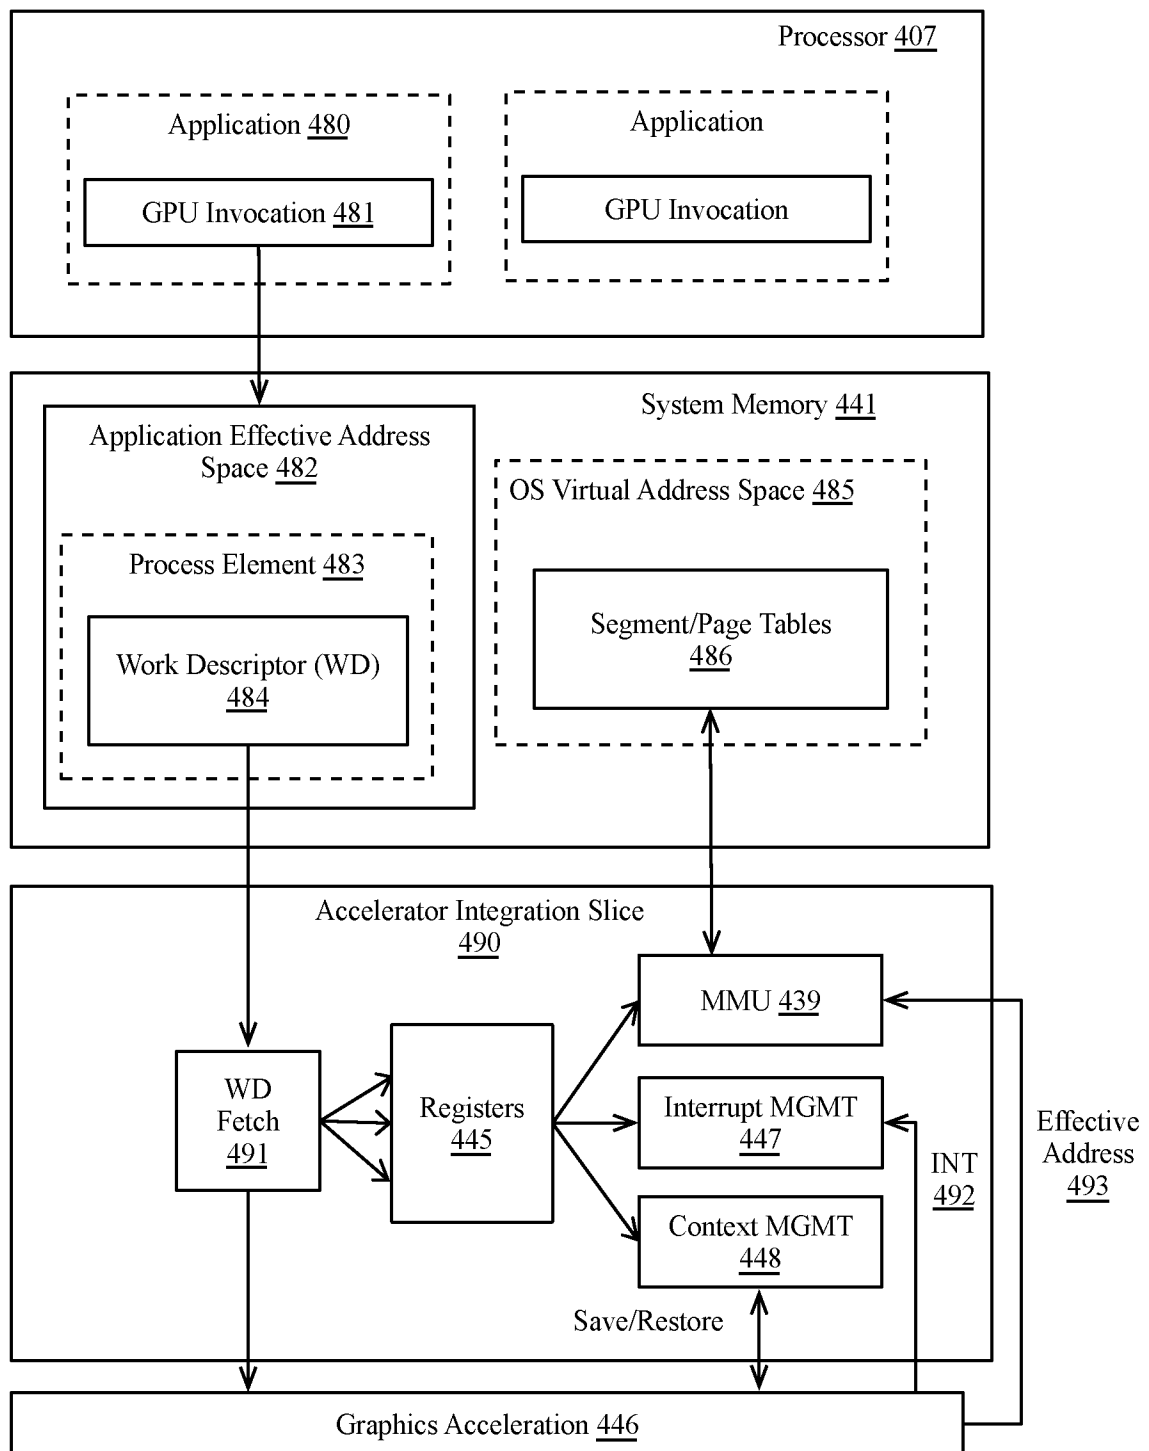 Processor 407
Application 480
GPU Invocation 481
Application
GPU Invocation
System Memory 441
Application Effective Address
Space 482
Process Element 483
Work Descriptor (WD)
484
OS Virtual Address Space 485
Segment/Page Tables
486
Accelerator Integration Slice
490
WD
Fetch
491
Registers
445
MMU 439
Interrupt MGMT
447
Context MGMT
448
Save/Restore
INT
492
Effective
Address
493
Graphics Acceleration 446